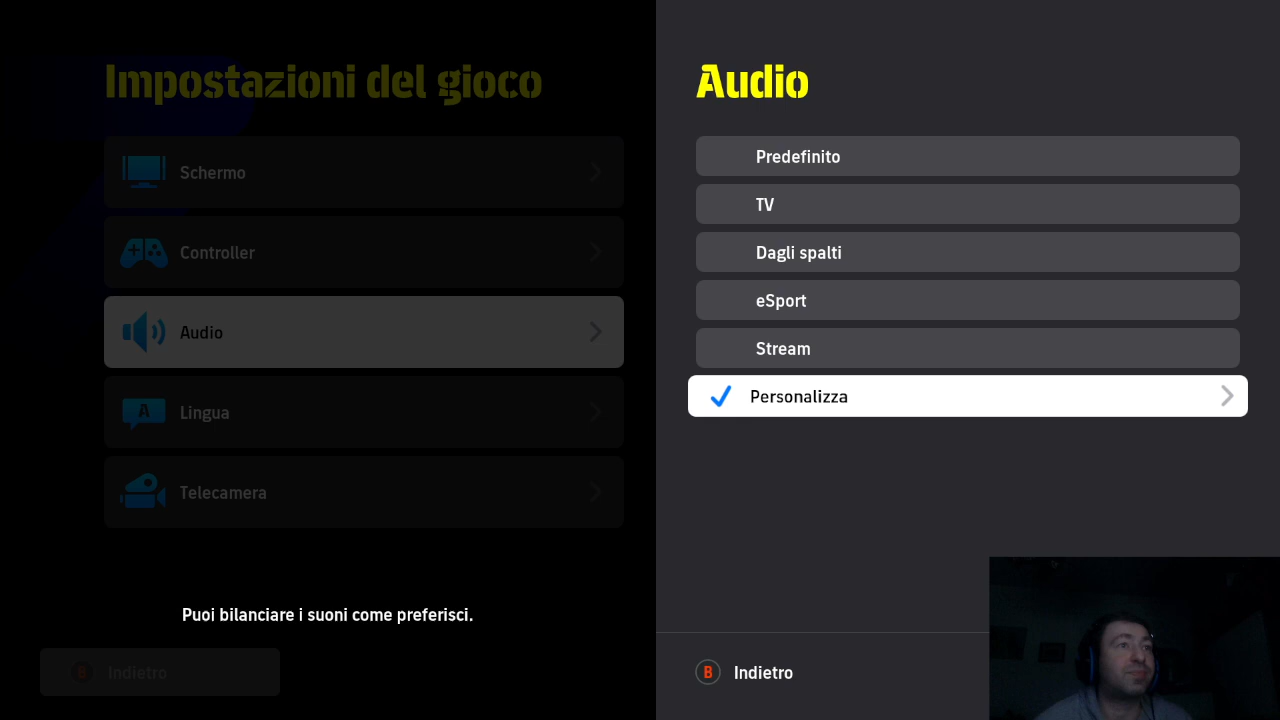 Impostazioni del gioco
Schermo
Controller
Audio
Lingua
A
Telecamera
Puoi bilanciare i suoni come preferisci.
B Indietro
Audio
Predefinito
TV
Dagli spalti
eSport
Stream
Personalizza
B Indietro